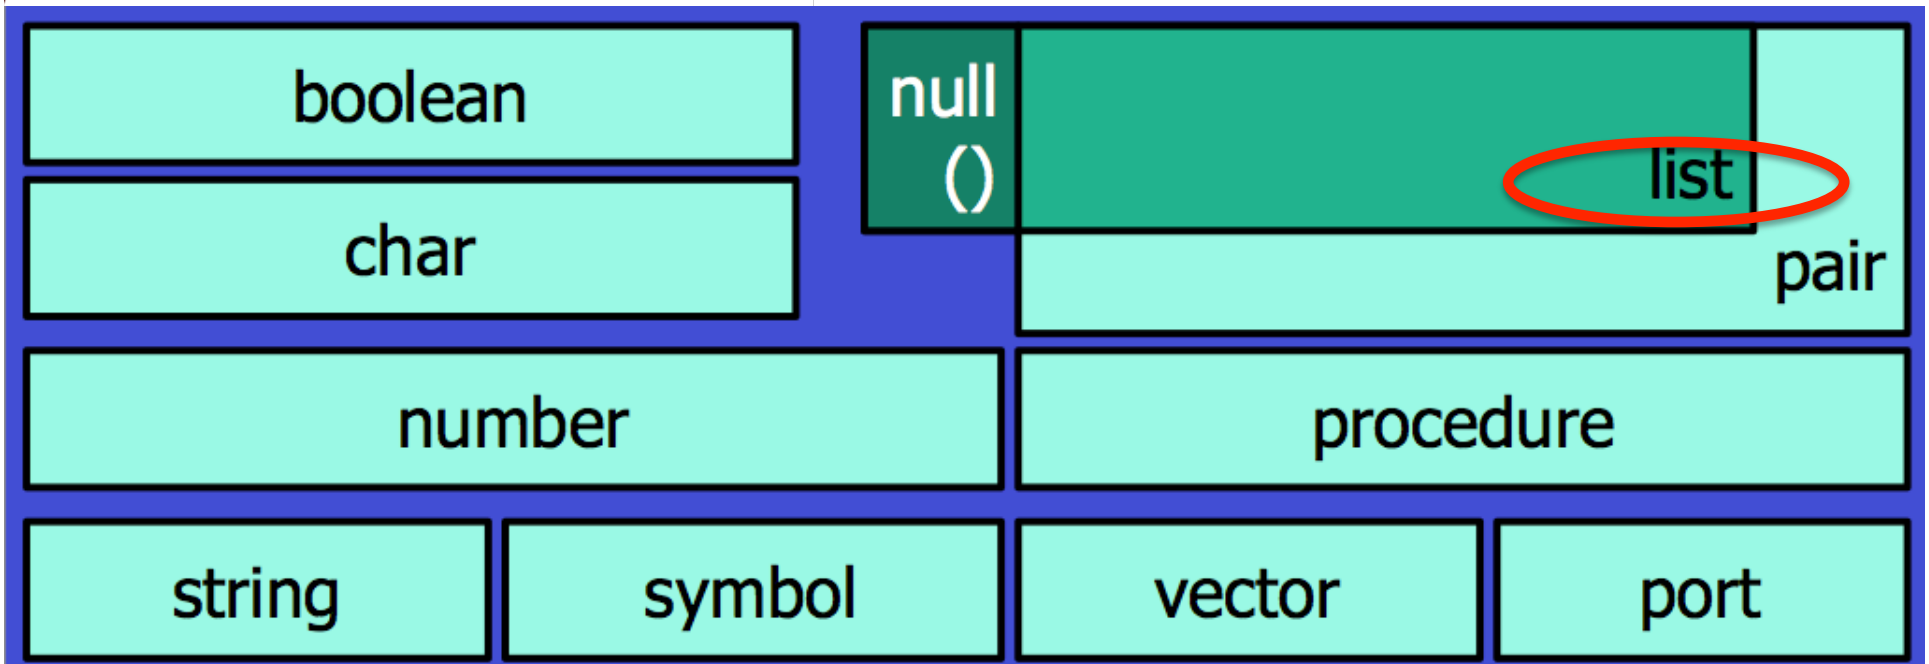 boolean
null
()
list
char
pair
number
procedure
string
symbol
vector
port